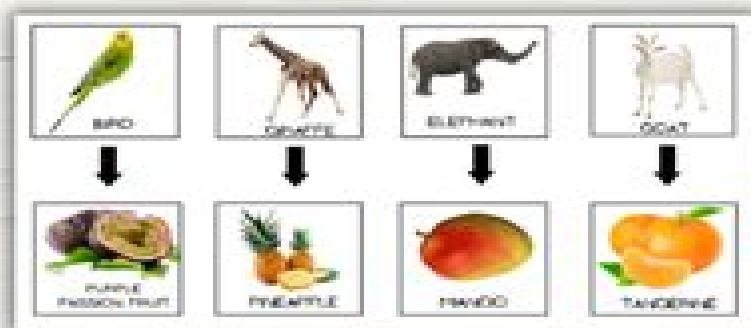 BIRD
GIRAFFE
ELEPHANT
GOAT
PURPLE
PASSION FRUIT
PINEAPPLE
MANGO
TANGERINE